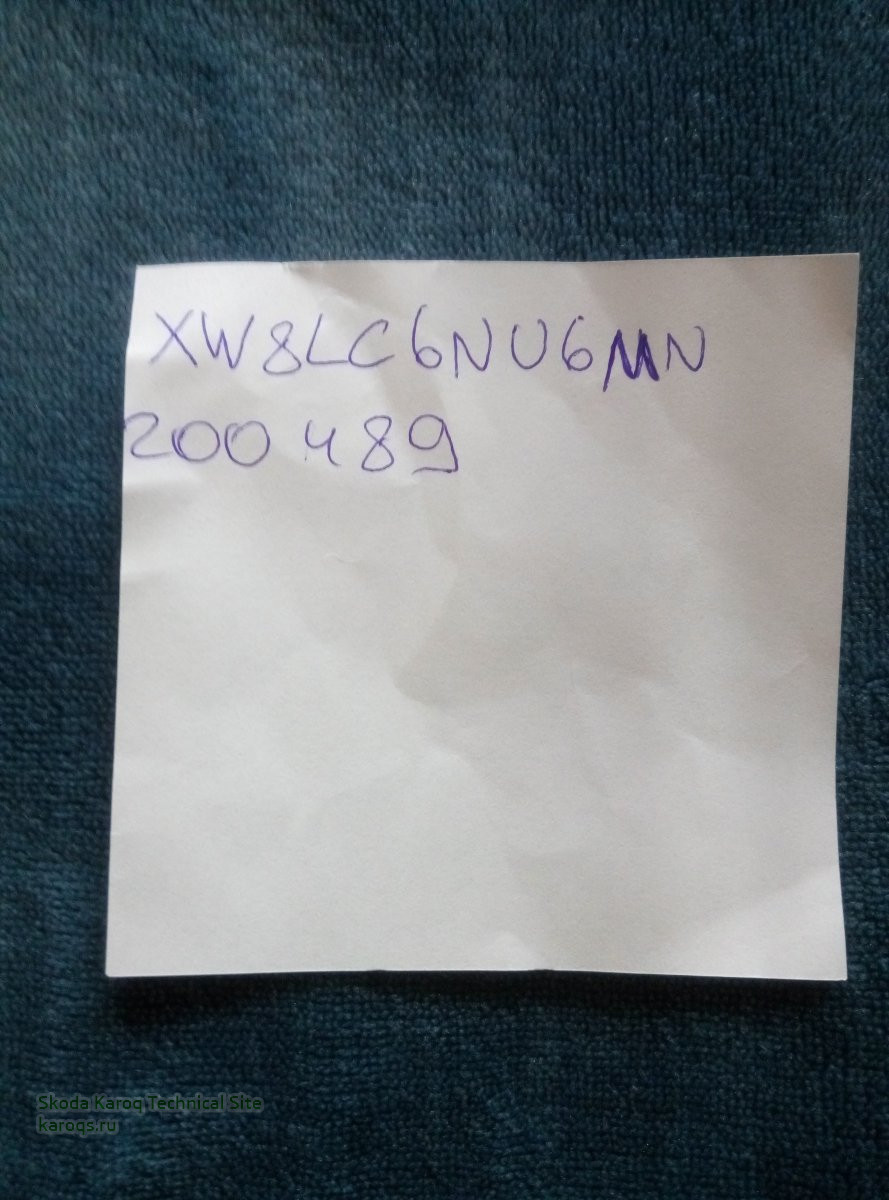 XW8LC6NU6MN
200489
Skoda Karoq Technical Site
karoqs.ru